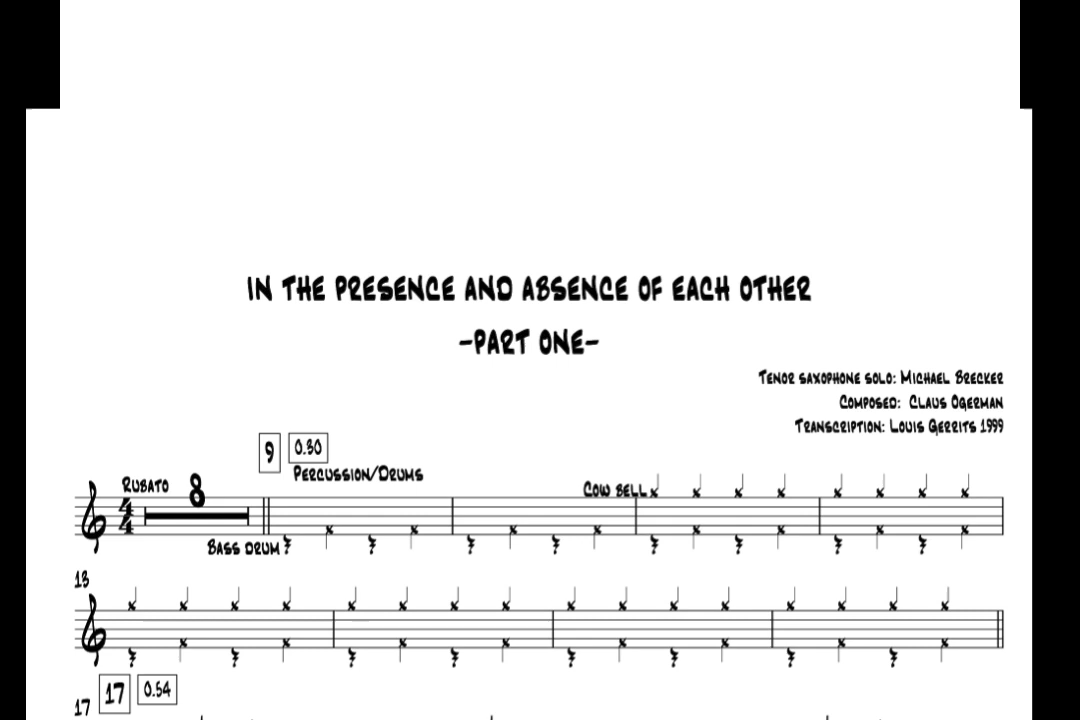 IN THE PRESENCE AND ABSENCE OF EACH OTHER
-PART ONE-
TENOR SAXOPHONE SOLO: MICHAEL BRECKER
COMPOSED: CLAUS OGERMAN
TRANSCRIPTION: LOUIS GERRITS 1999
9 0.30
RUBATO 8 PERCUSSION/DRUMS
COW BELL
4
4
BASS DRUM
13
17 17 0.54